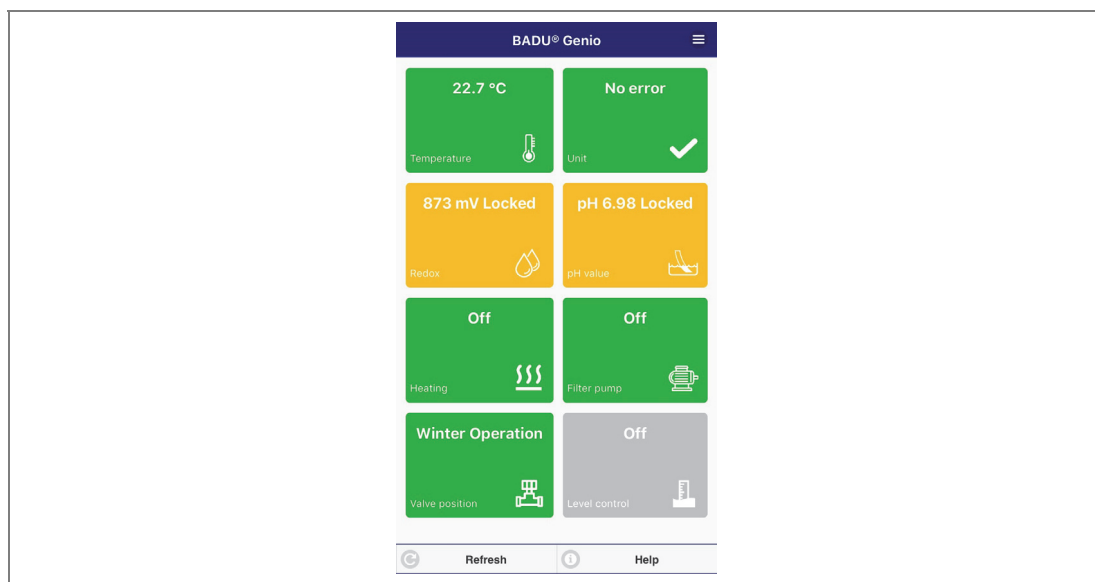 BADU® Genio
22.7 °C
Temperature
No error
Unit
873 mV Locked
Redox
pH 6.98 Locked
pH value
Off
Heating
Off
Filter pump
Winter Operation
Valve position
Off
Level control
Refresh
Help